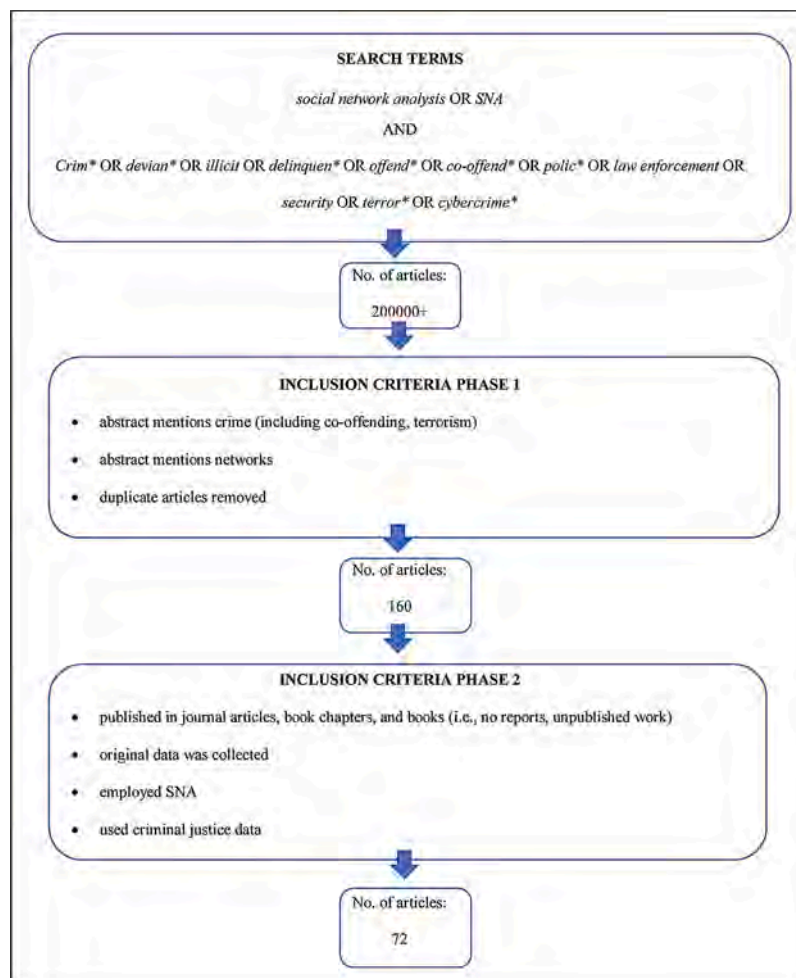 SEARCH TERMS
social network analysis OR SNA
AND
Crim* OR devian* OR illicit OR delinquen* OR offend* OR co-offend* OR polic* OR law enforcement OR
security OR terror* OR cybercrime*
No. of articles:
200000+
INCLUSION CRITERIA PHASE 1
• abstract mentions crime (including co-offending, terrorism)
• abstract mentions networks
• duplicate articles removed
No. of articles:
160
INCLUSION CRITERIA PHASE 2
• published in journal articles, book chapters, and books (i.e., no reports, unpublished work)
• original data was collected
• employed SNA
• used criminal justice data
No. of articles:
72